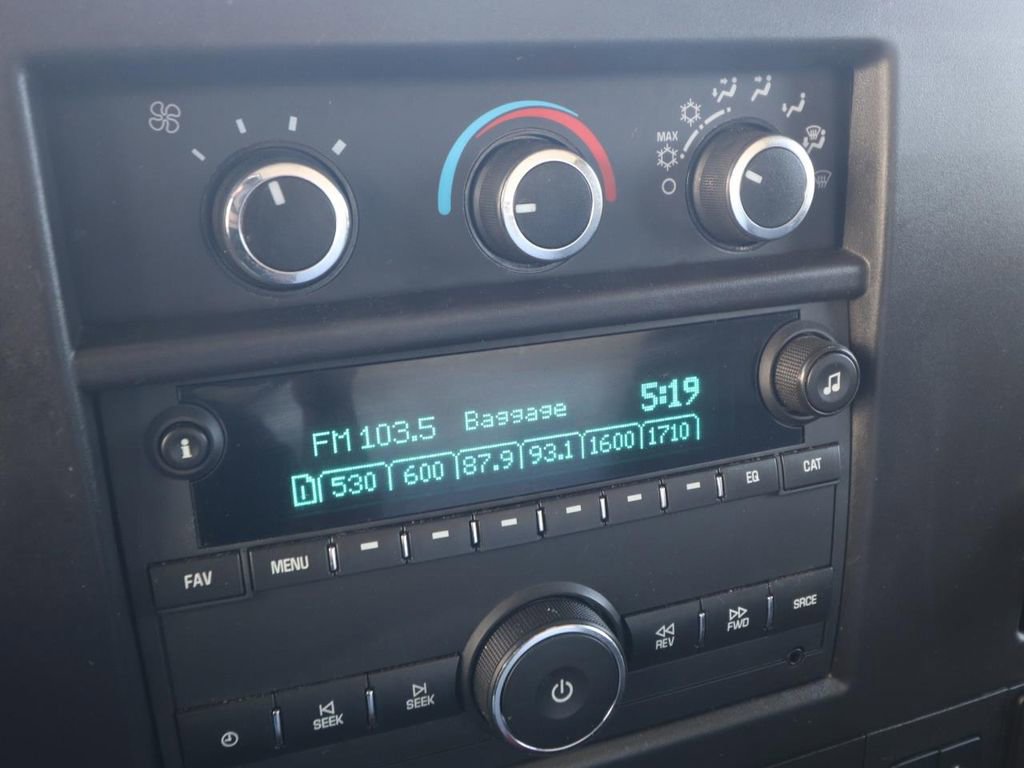 MAX
FM 103.5 Baggage 5:19
1 530 600 87.9 93.1 1600 1710
i
FAV MENU EQ CAT
REV FWD SRCE
SEEK SEEK